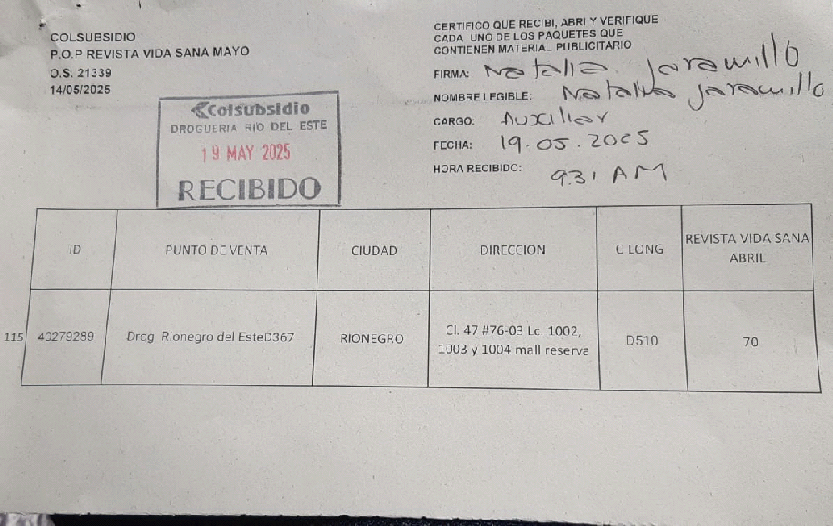 COLSUBSIDIO
P.O.P REVISTA VIDA SANA MAYO
O.S. 21339
14/05/2025
CERTIFICO QUE RECIBI, ABRI Y VERIFIQUE
CADA UNO DE LOS PAQUETES QUE
CONTIENEN MATERIAL PUBLICITARIO
FIRMA: Natalia Jaramillo
NOMBRE LEGIBLE: Natalia Jaramillo
CARGO: Auxiliar
FECHA: 19.05.2025
HORA RECIBIDO: 9:31 AM
Colsubsidio
DROGUERIA RIO DEL ESTE
19 MAY 2025
RECIBIDO
ID PUNTO DE VENTA CIUDAD DIRECCION REVISTA VIDA SANA
ABRIL
115 Drog Rionegro del Este RIONEGRO Cl. 47 #76-03 Lc 1002, D510 70
1003 y 1004 mall reserva